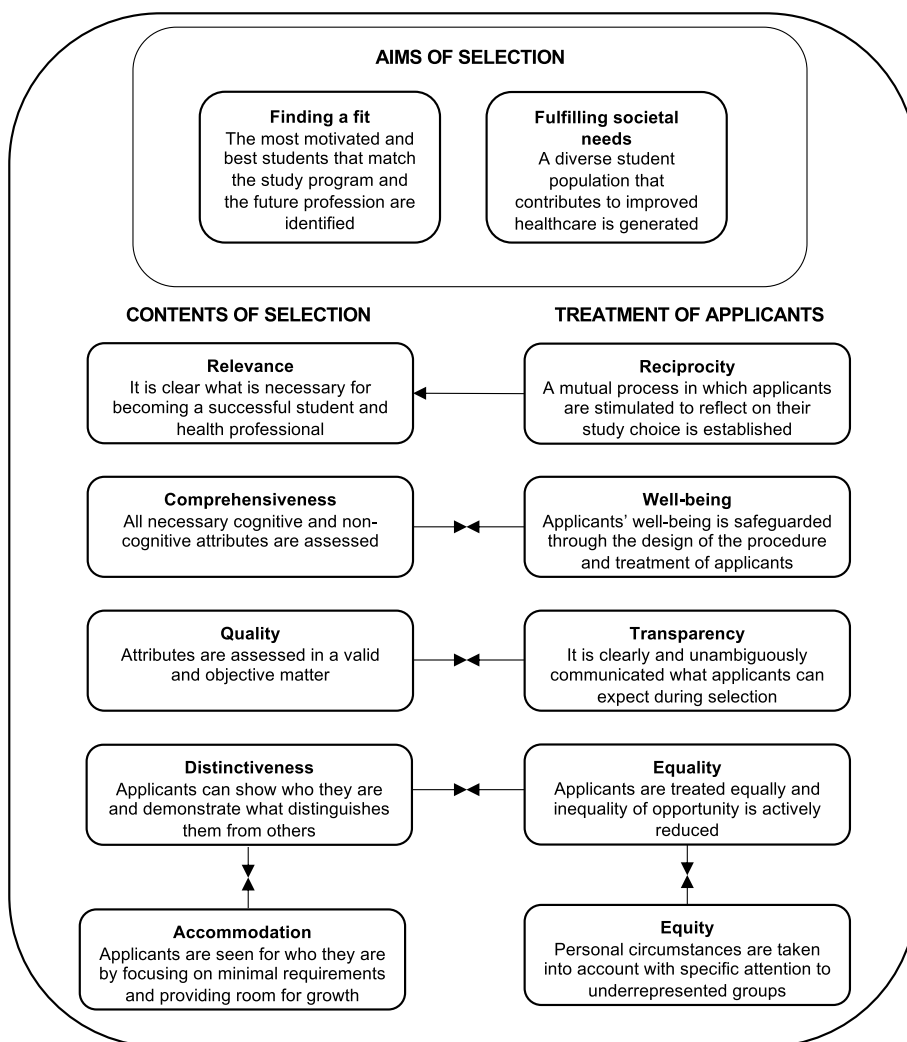 AIMS OF SELECTION
Finding a fit
The most motivated and
best students that match
the study program and
the future profession are
identified
Fulfilling societal
needs
A diverse student
population that
contributes to improved
healthcare is generated
CONTENTS OF SELECTION
TREATMENT OF APPLICANTS
Relevance
It is clear what is necessary for
becoming a successful student and
health professional
Reciprocity
A mutual process in which applicants
are stimulated to reflect on their
study choice is established
Comprehensiveness
All necessary cognitive and non-
cognitive attributes are assessed
Well-being
Applicants’ well-being is safeguarded
through the design of the procedure
and treatment of applicants
Quality
Attributes are assessed in a valid
and objective matter
Transparency
It is clearly and unambiguously
communicated what applicants can
expect during selection
Distinctiveness
Applicants can show who they are
and demonstrate what distinguishes
them from others
Equality
Applicants are treated equally and
inequality of opportunity is actively
reduced
Accommodation
Applicants are seen for who they are
by focusing on minimal requirements
and providing room for growth
Equity
Personal circumstances are taken
into account with specific attention to
underrepresented groups